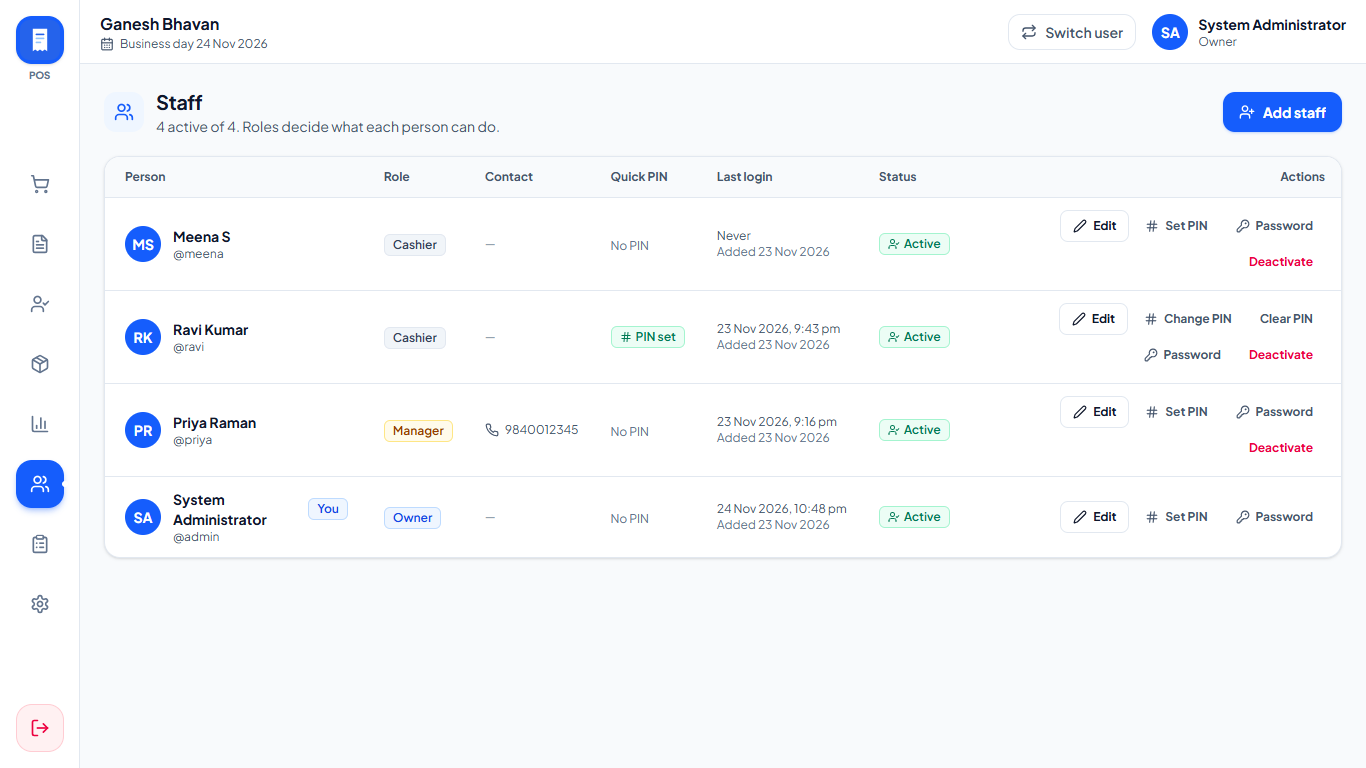 POS
Ganesh Bhavan
Business day 24 Nov 2026
Switch user
SA
System Administrator
Owner
Staff
4 active of 4. Roles decide what each person can do.
Add staff
Person Role Contact Quick PIN Last login Status Actions
MS Meena S
@meena
Cashier
—
No PIN
Never
Added 23 Nov 2026
Active
Edit Set PIN Password
Deactivate
RK Ravi Kumar
@ravi
Cashier
—
PIN set
23 Nov 2026, 9:43 pm
Added 23 Nov 2026
Active
Edit Change PIN Clear PIN
Password Deactivate
PR Priya Raman
@priya
Manager
9840012345
No PIN
23 Nov 2026, 9:16 pm
Added 23 Nov 2026
Active
Edit Set PIN Password
Deactivate
SA System
Administrator
@admin
You
Owner
—
No PIN
24 Nov 2026, 10:48 pm
Added 23 Nov 2026
Active
Edit Set PIN Password